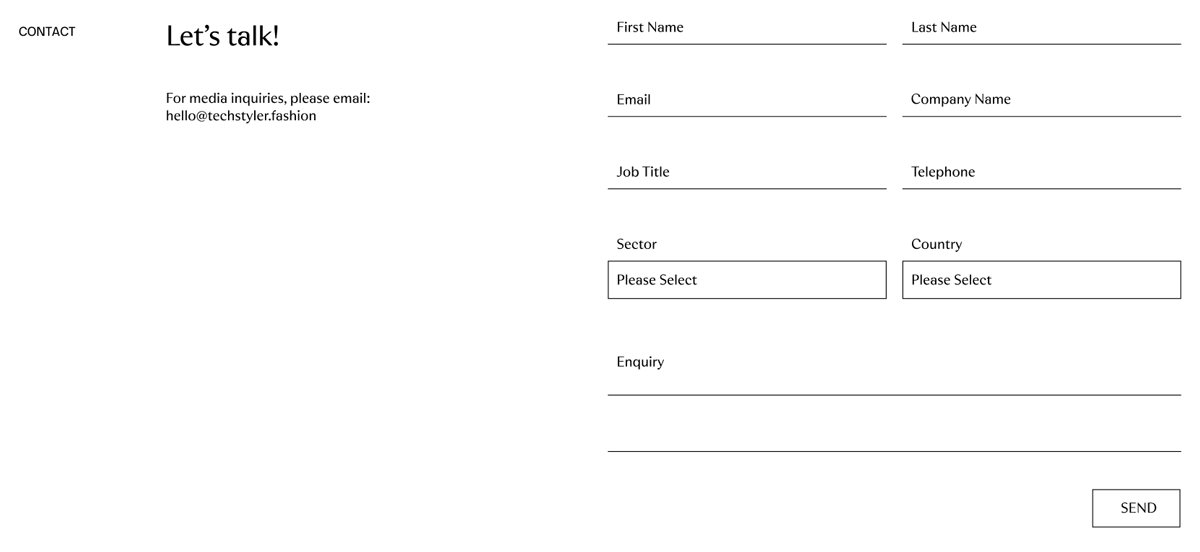 CONTACT
Let’s talk!
For media inquiries, please email:
hello@techstyler.fashion
First Name
Last Name
Email
Company Name
Job Title
Telephone
Sector
Country
Please Select
Please Select
Enquiry
SEND